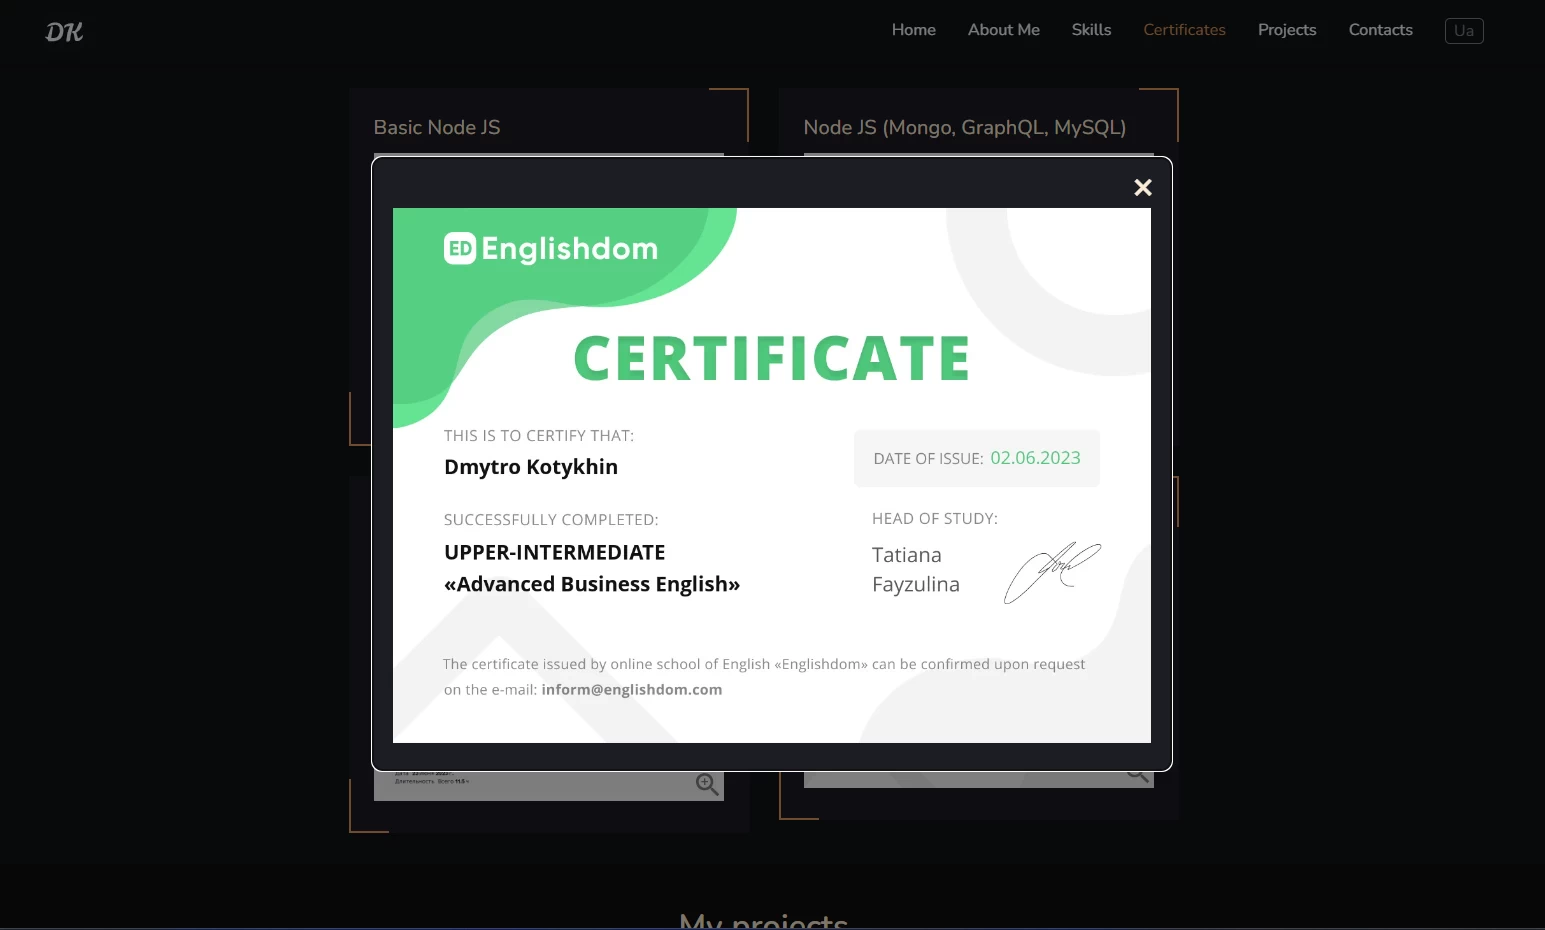 DK
Home About Me Skills Certificates Projects Contacts Ua
Basic Node JS
Node JS (Mongo, GraphQL, MySQL)
ED Englishdom
CERTIFICATE
THIS IS TO CERTIFY THAT:
Dmytro Kotykhin
DATE OF ISSUE: 02.06.2023
SUCCESSFULLY COMPLETED:
UPPER-INTERMEDIATE
«Advanced Business English»
HEAD OF STUDY:
Tatiana
Fayzulina
The certificate issued by online school of English «Englishdom» can be confirmed upon request
on the e-mail: inform@englishdom.com
My projects